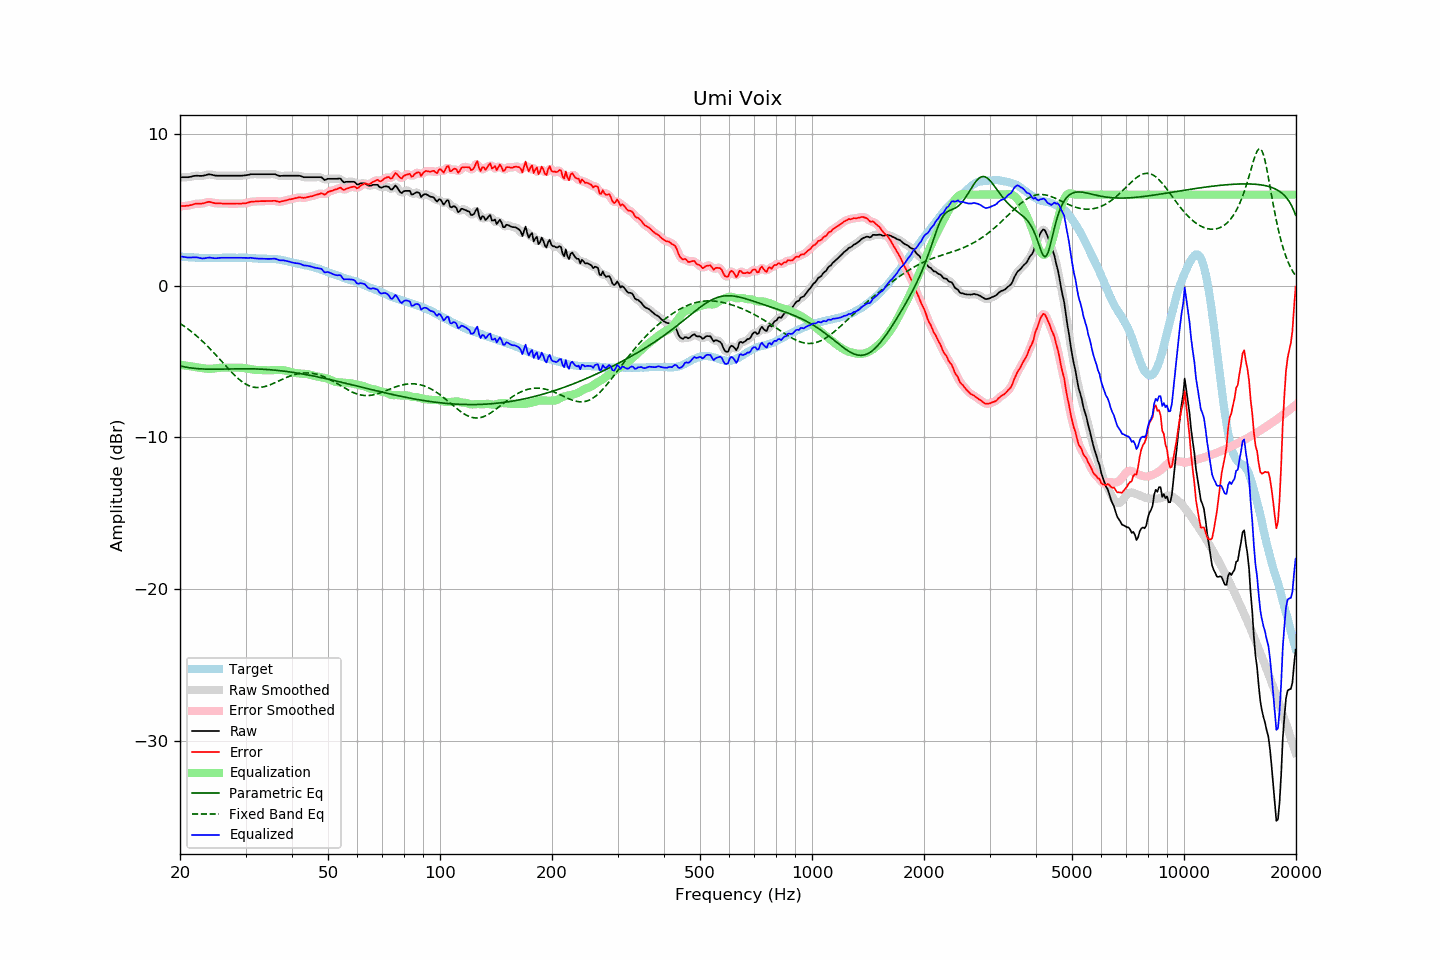 Umi Voix
10
0
−10
−20
−30
Amplitude (dBr)
20
50
100
200
500
1000
2000
5000
10000
20000
Frequency (Hz)
Target
Raw Smoothed
Error Smoothed
Raw
Error
Equalization
Parametric Eq
Fixed Band Eq
Equalized